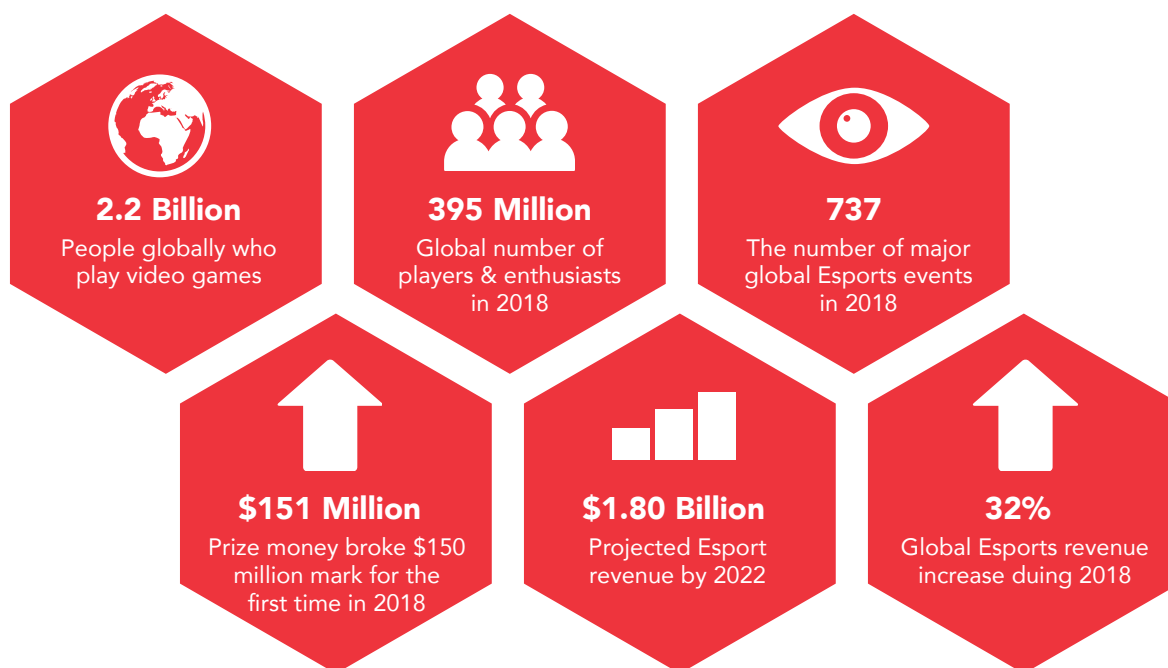 2.2 Billion
People globally who
play video games
395 Million
Global number of
players & enthusiasts
in 2018
737
The number of major
global Esports events
in 2018
$151 Million
Prize money broke $150
million mark for the
first time in 2018
$1.80 Billion
Projected Esport
revenue by 2022
32%
Global Esports revenue
increase duing 2018